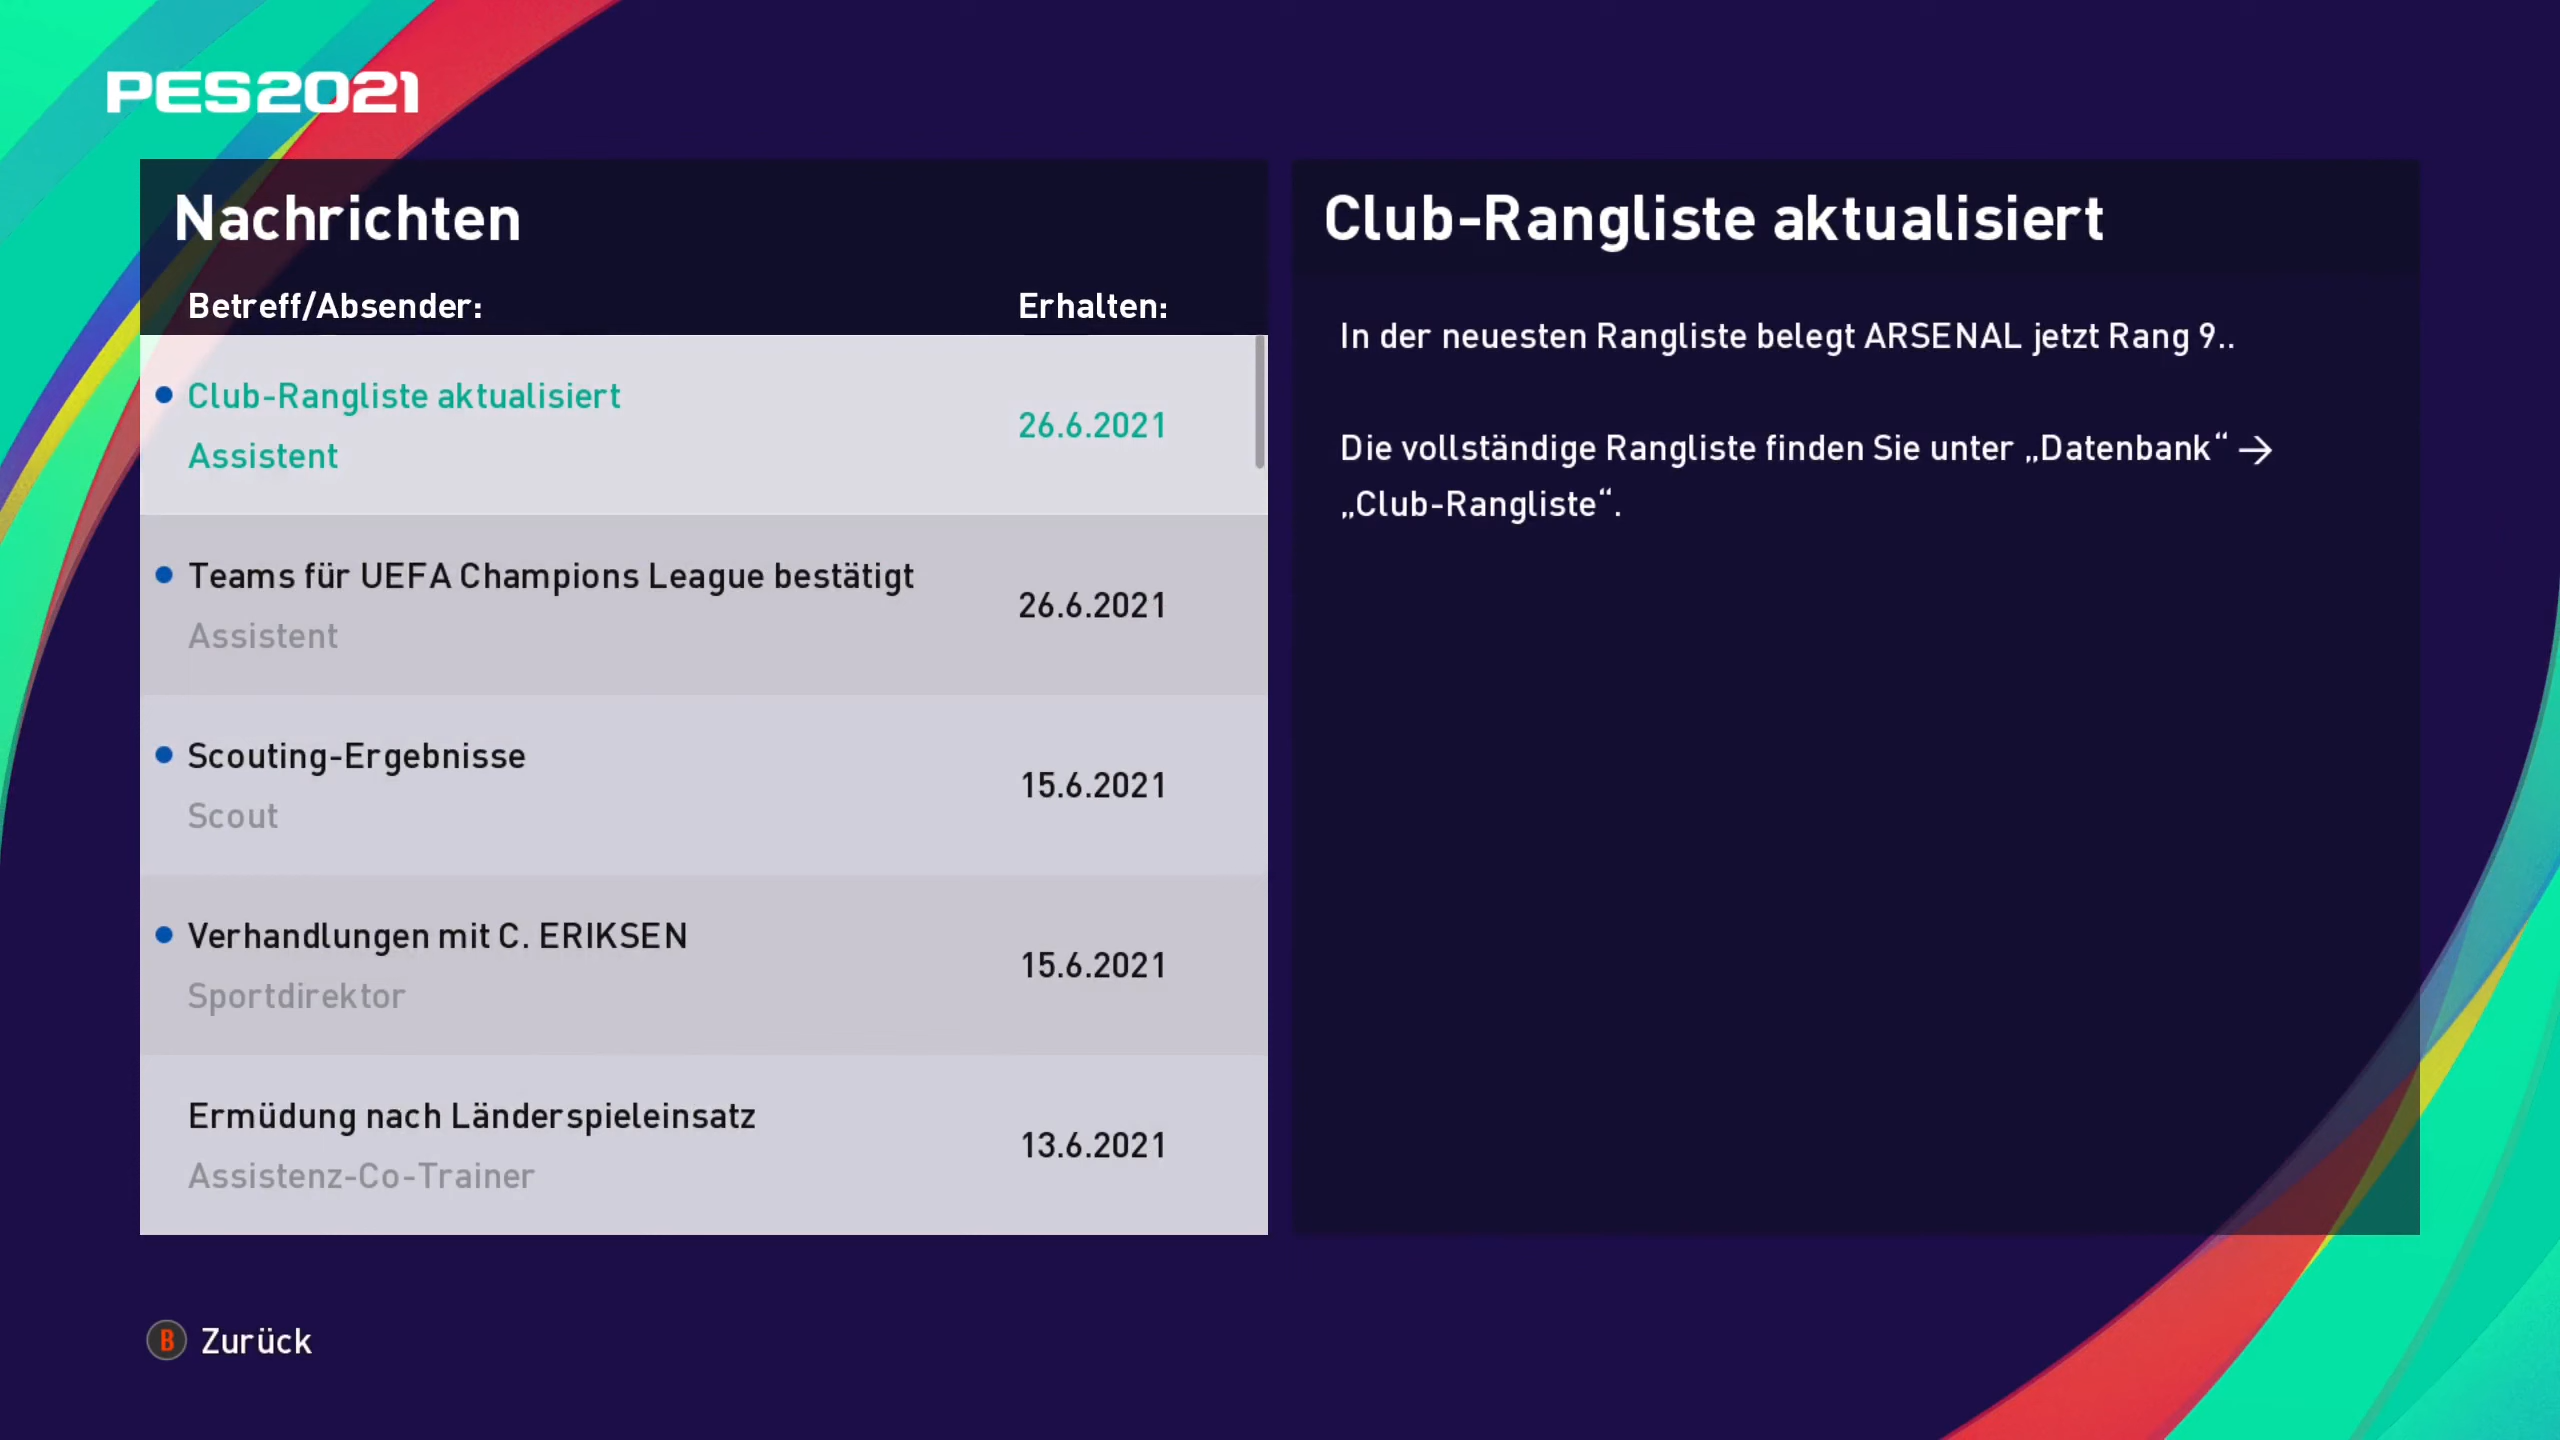 PES2021
Nachrichten
Betreff/Absender: Erhalten:
Club-Rangliste aktualisiert
Assistent
26.6.2021
Teams für UEFA Champions League bestätigt
Assistent
26.6.2021
Scouting-Ergebnisse
Scout
15.6.2021
Verhandlungen mit C. ERIKSEN
Sportdirektor
15.6.2021
Ermüdung nach Länderspieleinsatz
Assistenz-Co-Trainer
13.6.2021
Club-Rangliste aktualisiert
In der neuesten Rangliste belegt ARSENAL jetzt Rang 9..
Die vollständige Rangliste finden Sie unter „Datenbank“ →
„Club-Rangliste“.
B Zurück